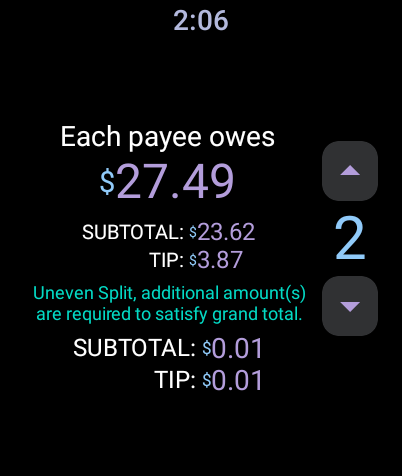 2:06
Each payee owes
$27.49
SUBTOTAL: $23.62
TIP: $3.87
2
Uneven Split, additional amount(s)
are required to satisfy grand total.
SUBTOTAL: $0.01
TIP: $0.01